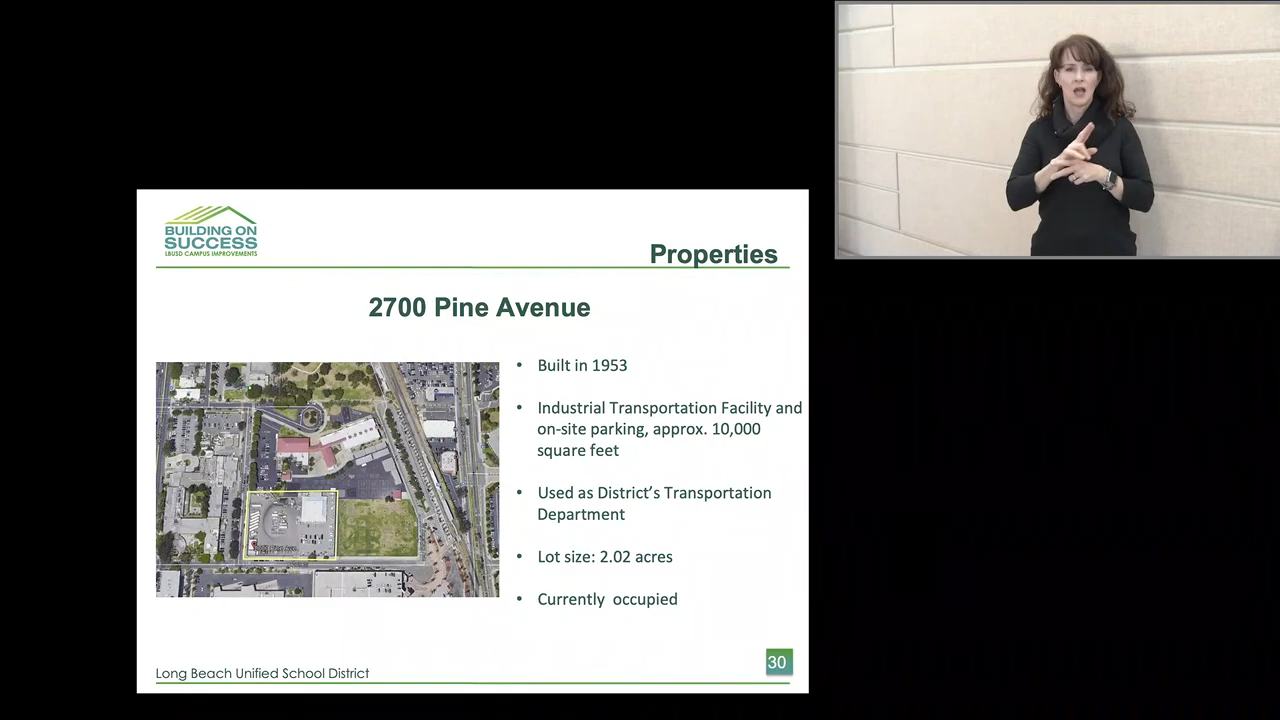 BUILDING ON
SUCCESS
LBUSD CAMPUS IMPROVEMENTS
Properties
2700 Pine Avenue
• Built in 1953
• Industrial Transportation Facility and
on-site parking, approx. 10,000
square feet
• Used as District’s Transportation
Department
• Lot size: 2.02 acres
• Currently  occupied
Long Beach Unified School District
30